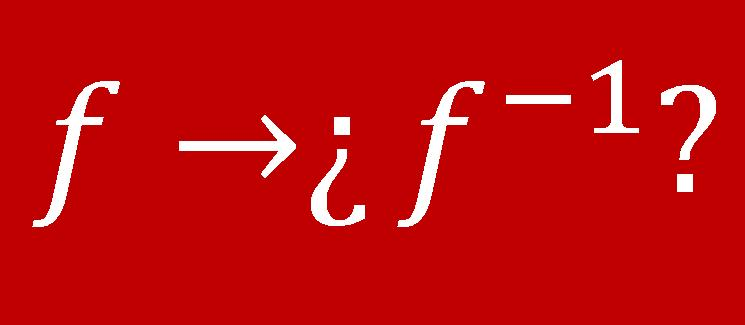 f → ¿ f⁻¹?